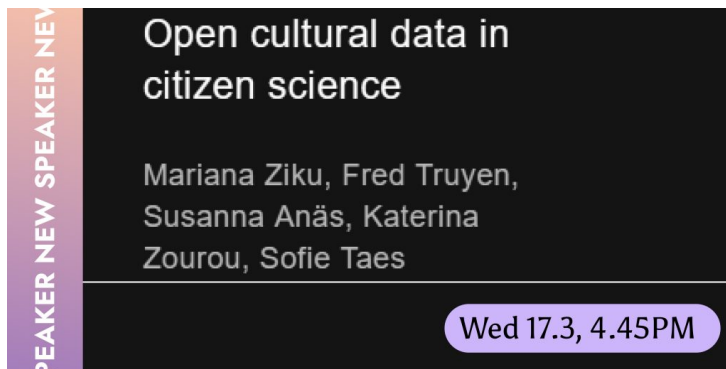 PEAKER NEW SPEAKER NEW
Open cultural data in
citizen science
Mariana Ziku, Fred Truyen,
Susanna Anäs, Katerina
Zourou, Sofie Taes
Wed 17.3, 4.45PM